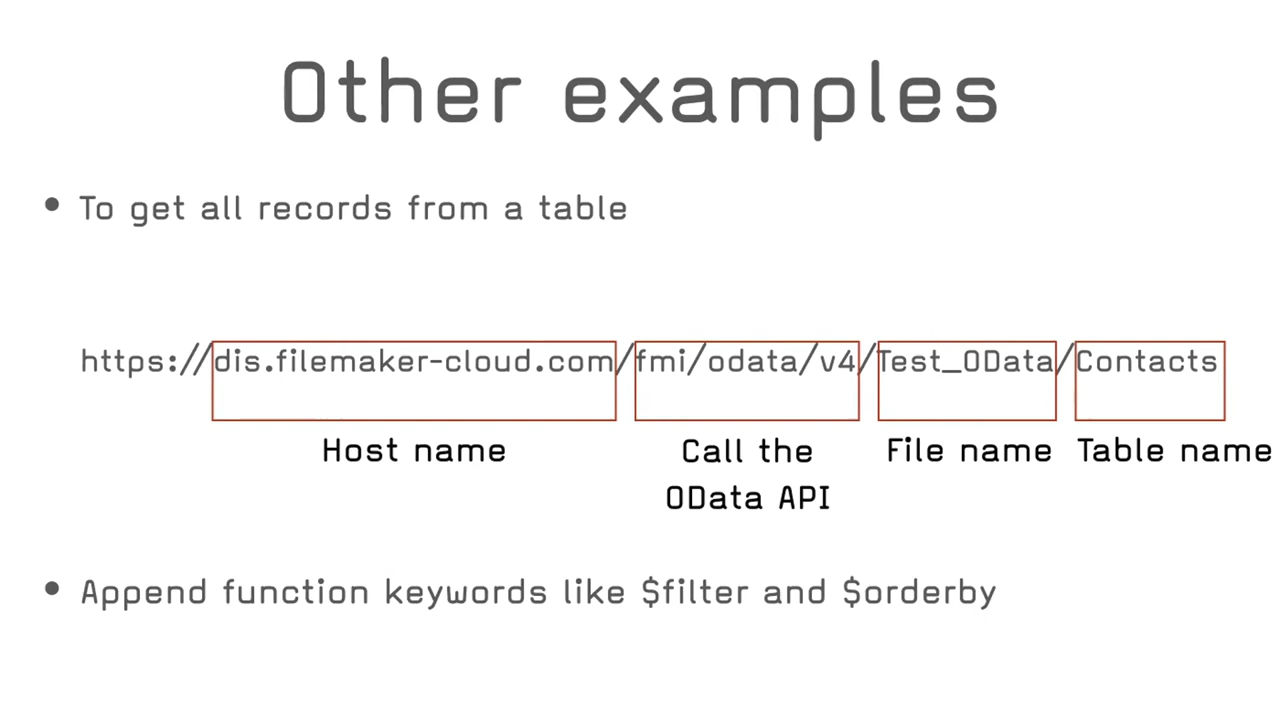 Other examples
• To get all records from a table
https://dis.filemaker-cloud.com/fmi/odata/v4/Test_OData/Contacts
Host name
Call the
OData API
File name
Table name
• Append function keywords like $filter and $orderby